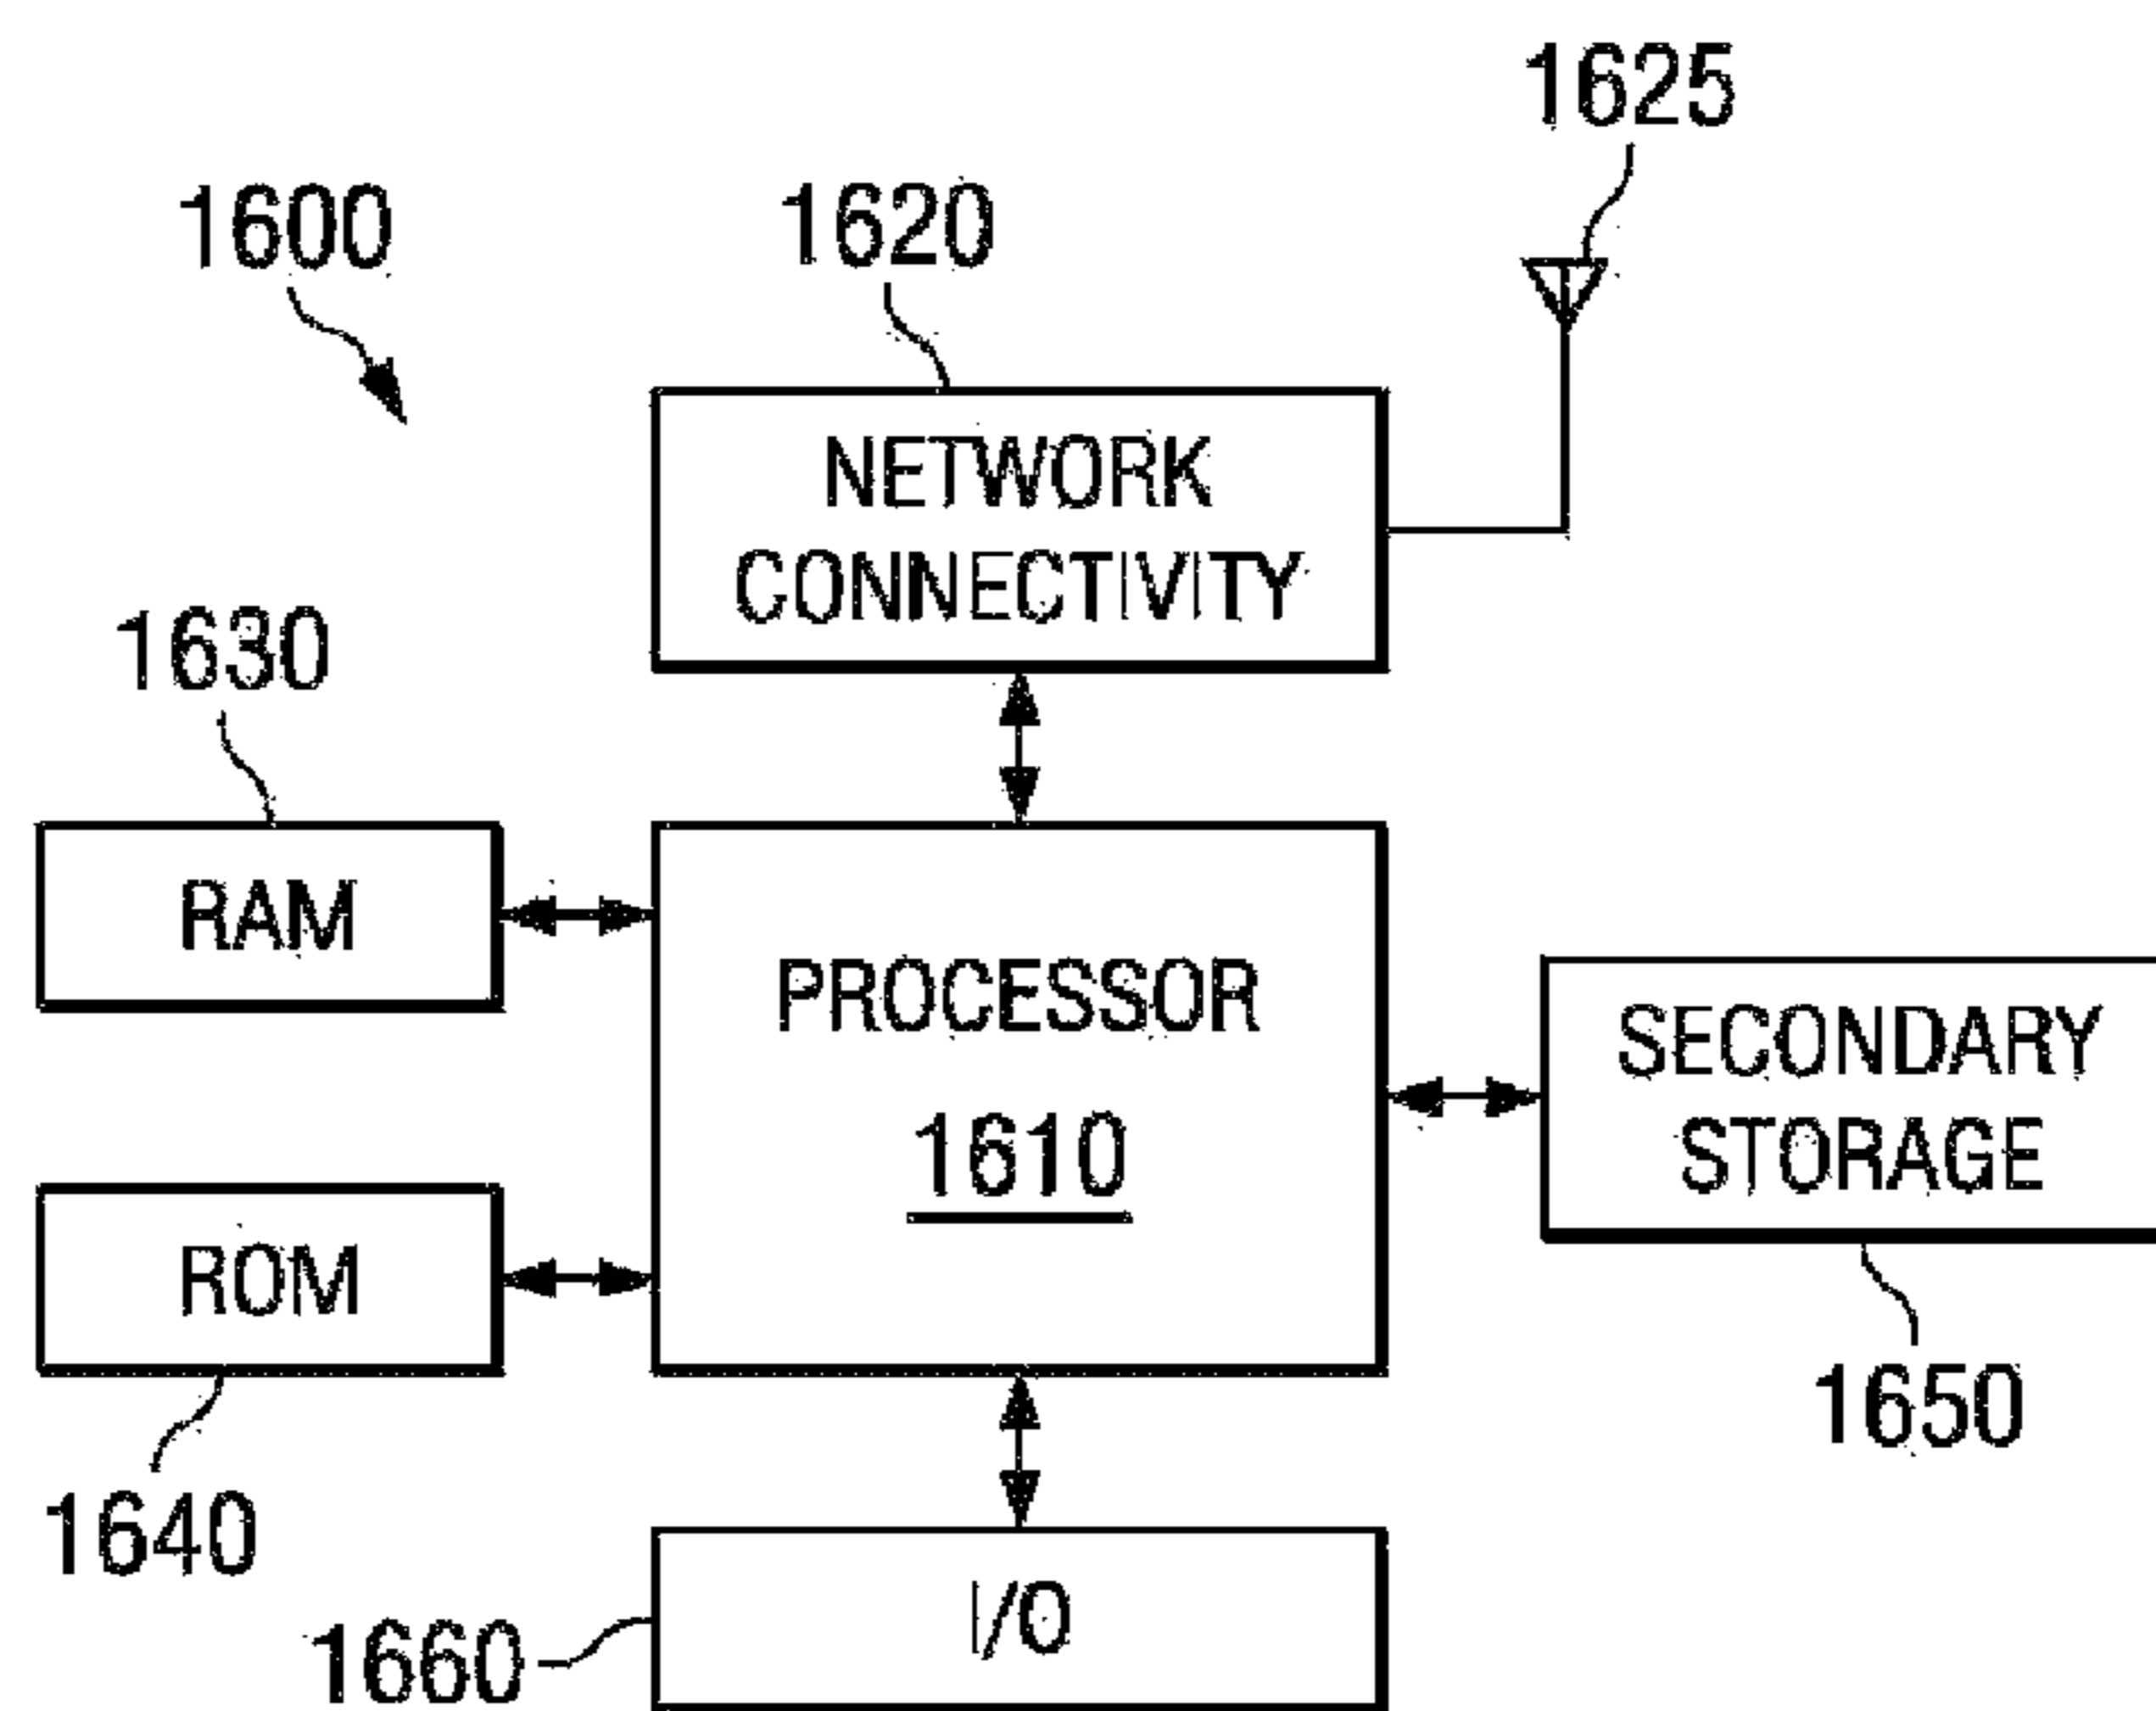 1625
1600
1620
NETWORK
CONNECTIVITY
1630
RAM
PROCESSOR
1610
SECONDARY
STORAGE
ROM
1650
1640
I/O
1660